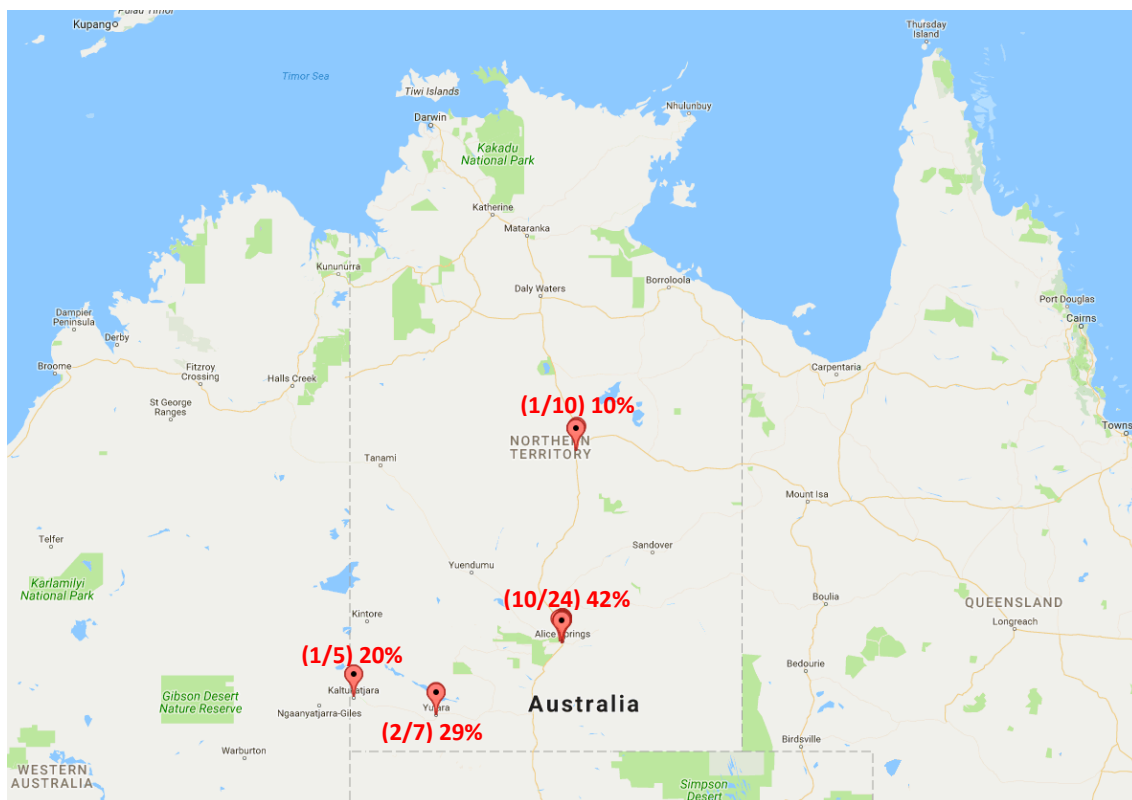 Pulau Timor
Kupang
Thursday
Island
Timor Sea
Tiwi Islands
Nhulunbuy
Darwin
Kakadu
National Park
Katherine
Mataranka
Kununurra
Daly Waters
Borroloola
Port Douglas
Cairns
Dampier
Peninsula
Derby
Broome
Fitzroy
Crossing
Halls Creek
Carpentaria
St George
Ranges
(1/10) 10%
Towns
NORTHERN
TERRITORY
Tanami
Mount Isa
Telfer
Sandover
Yuendumu
Karlamilyi
National Park
(10/24) 42%
Boulia
QUEENSLAND
Longreach
Kintore
Alice Springs
(1/5) 20%
Bedourie
Kaltukatjara
Gibson Desert
Nature Reserve
Ngaanyatjarra-Giles
Yulara
Australia
(2/7) 29%
Birdsville
Warburton
WESTERN
AUSTRALIA
Simpson
Desert